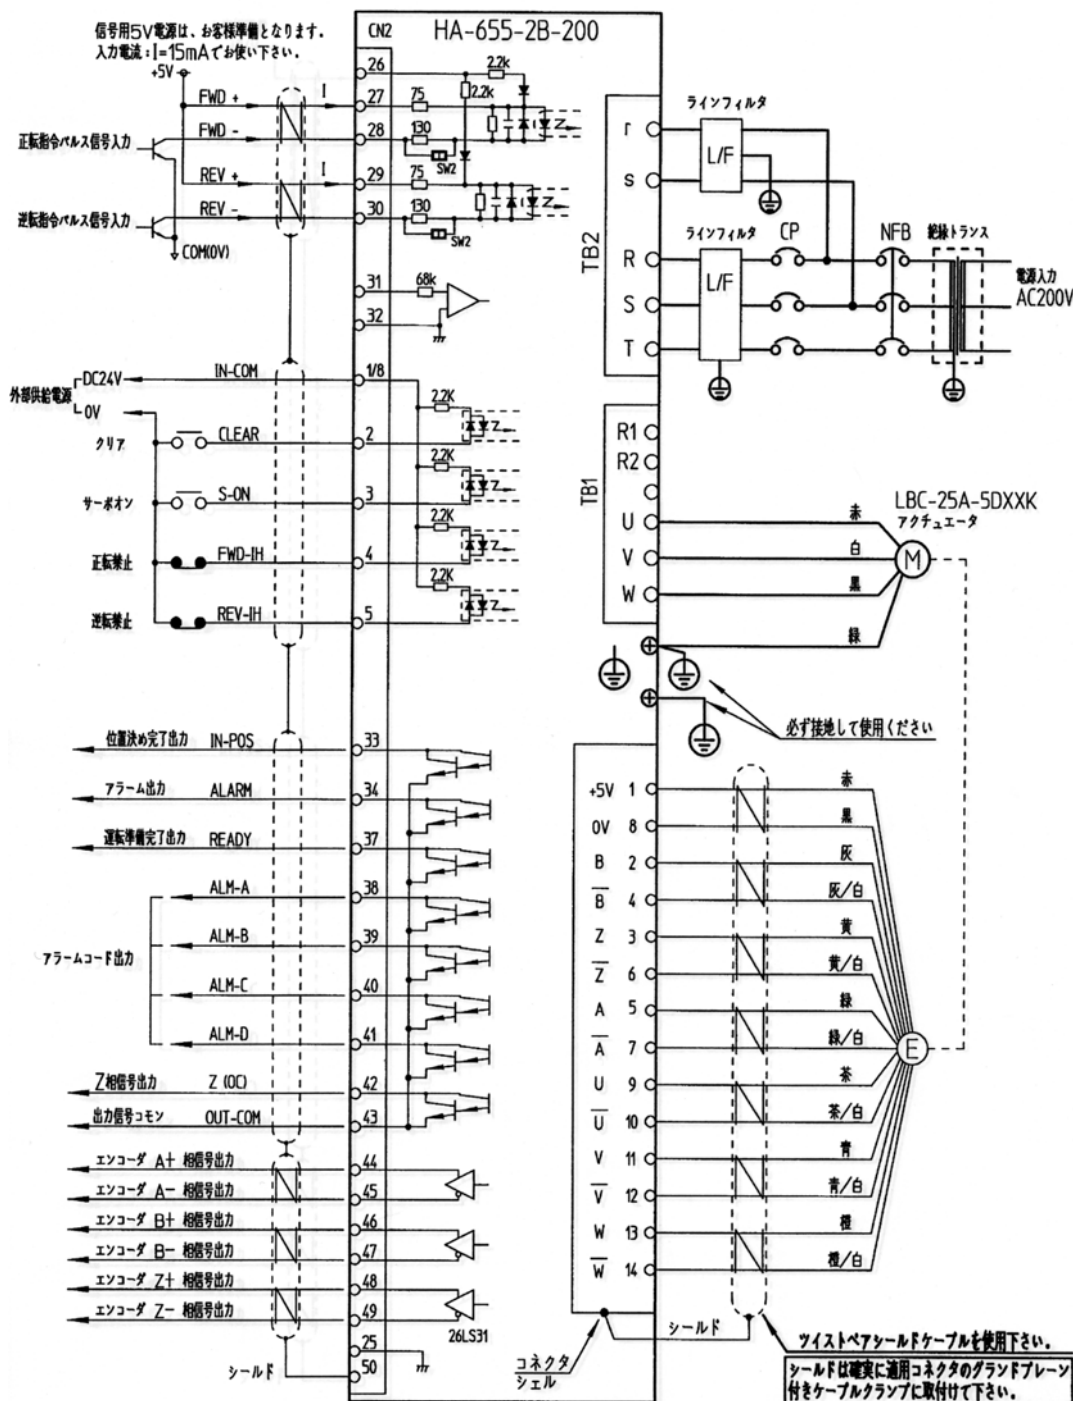 信号用5V電源は、お客様準備となります。
入力電流:I=15mAでお使い下さい。
+5V
FWD +
I
正転指令パルス信号入力
FWD -
REV +
I
逆転指令パルス信号入力
REV -
COM(0V)
外部供給電源
DC24V
IN-COM
0V
クリア
CLEAR
サーボオン
S-ON
正転禁止
FWD-IH
逆転禁止
REV-IH
位置決め完了出力 IN-POS
アラーム出力 ALARM
運転準備完了出力 READY
ALM-A
ALM-B
アラームコード出力
ALM-C
ALM-D
Z相信号出力 Z (OC)
出力信号コモン OUT-COM
エンコーダ A+ 相信号出力
エンコーダ A- 相信号出力
エンコーダ B+ 相信号出力
エンコーダ B- 相信号出力
エンコーダ Z+ 相信号出力
エンコーダ Z- 相信号出力
シールド
CN2
HA-655-2B-200
26
2.2k
2.2k
27
75
28
130
SW2
29
75
30
130
SW2
31
68k
32
1/8
2.2K
2
2.2K
3
2.2K
4
2.2K
5
33
34
37
38
39
40
41
42
43
44
45
46
47
48
49
26LS31
25
50
TB2
r
s
R
S
T
ラインフィルタ
L/F
ラインフィルタ
L/F
CP
NFB
絶縁トランス
電源入力
AC200V
TB1
R1
R2
U
V
W
赤
白
黒
緑
LBC-25A-5DXXK
アクチュエータ
M
必ず接地して使用ください
+5V 1 赤
0V 8 黒
B 2 灰
B̅ 4 灰/白
Z 3 黄
Z̅ 6 黄/白
A 5 緑
A̅ 7 緑/白
U 9 茶
U̅ 10 茶/白
V 11 青
V̅ 12 青/白
W 13 橙
W̅ 14 橙/白
E
シールド
コネクタ
シェル
ツイストペアシールドケーブルを使用下さい。
シールドは確実に適用コネクタのグランドプレーン
付きケーブルクランプに取付けて下さい。